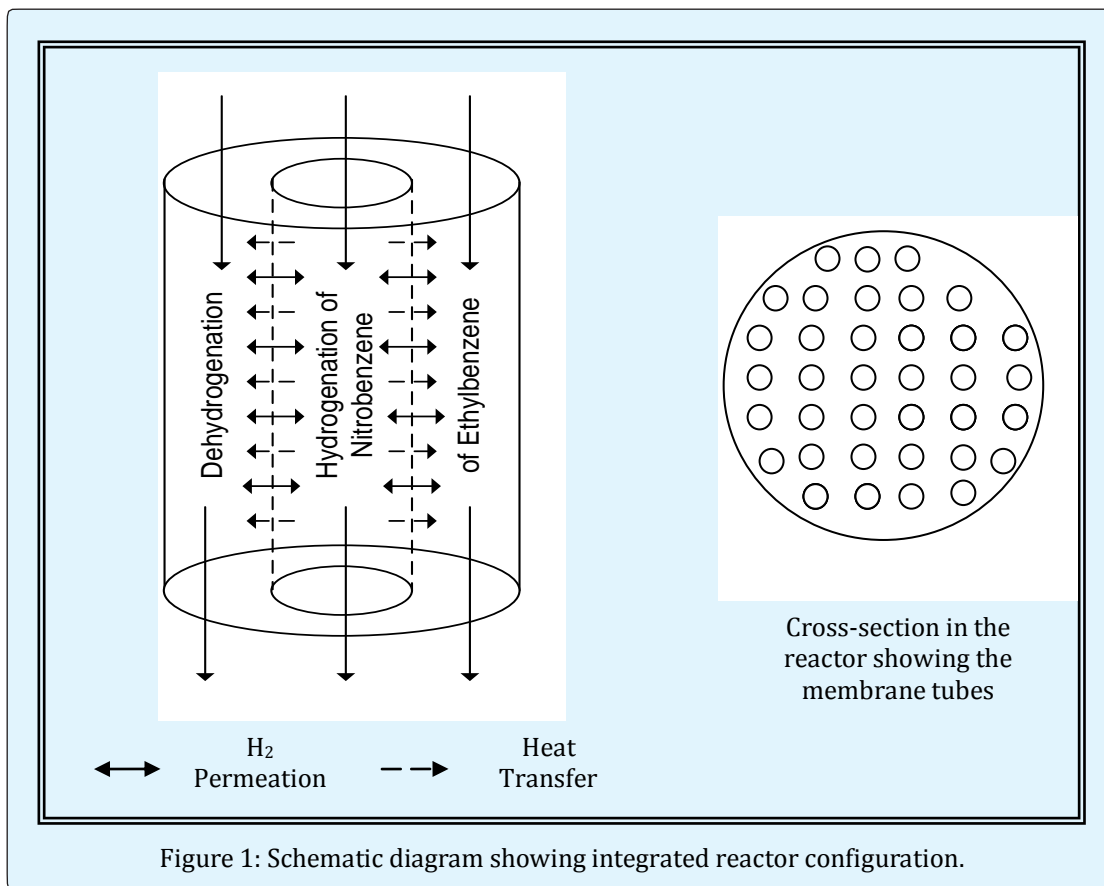 Dehydrogenation
Hydrogenation of
Nitrobenzene
of Ethylbenzene
Cross-section in the
reactor showing the
membrane tubes
H₂
Permeation
Heat
Transfer
Figure 1: Schematic diagram showing integrated reactor configuration.